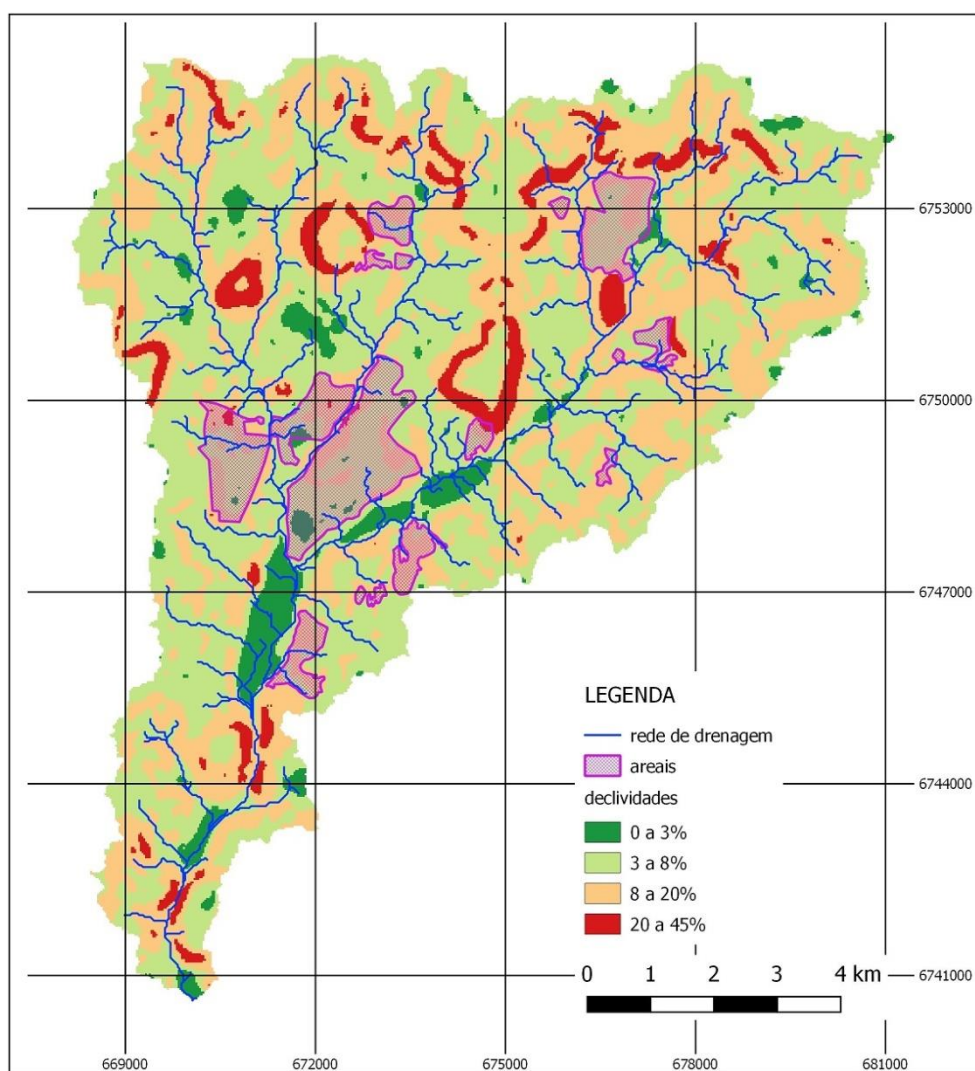 6753000
6750000
6747000
LEGENDA
rede de drenagem
areais
declividades
0 a 3%
3 a 8%
8 a 20%
20 a 45%
6744000
0 1 2 3 4 km
6741000
669000 672000 675000 678000 681000